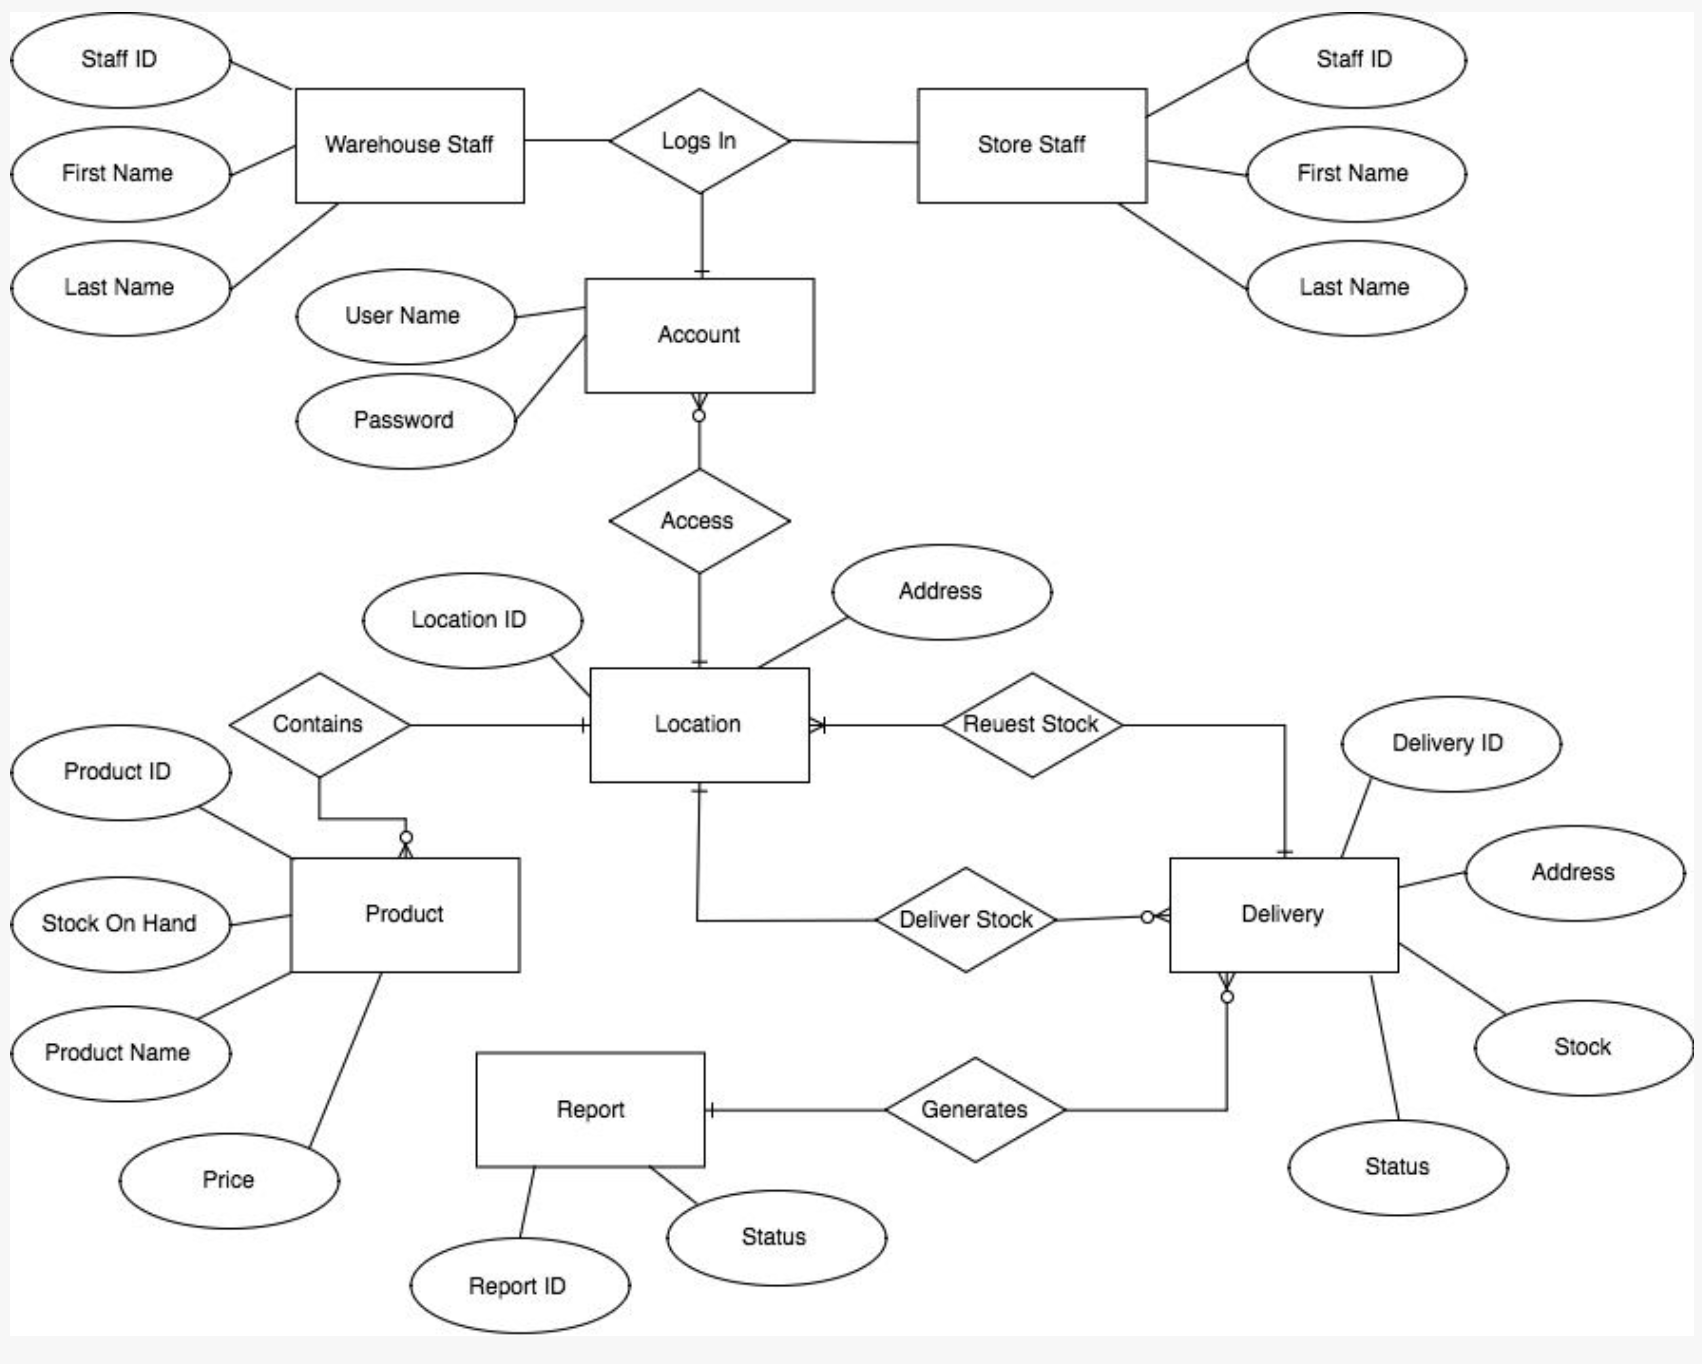 Staff ID
Staff ID
Warehouse Staff
Logs In
Store Staff
First Name
First Name
Last Name
Last Name
User Name
Account
Password
Access
Address
Location ID
Contains
Location
Reuest Stock
Delivery ID
Product ID
Address
Stock On Hand
Product
Deliver Stock
Delivery
Product Name
Stock
Report
Generates
Price
Status
Status
Report ID